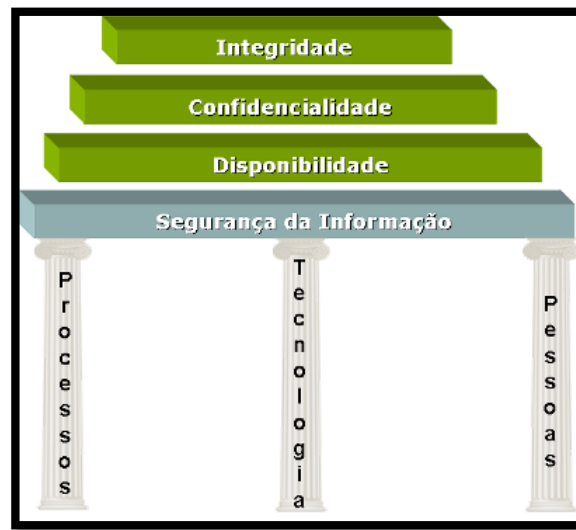 Integridade
Confidencialidade
Disponibilidade
Segurança da Informação
Processos
Tecnologia
Pessoas